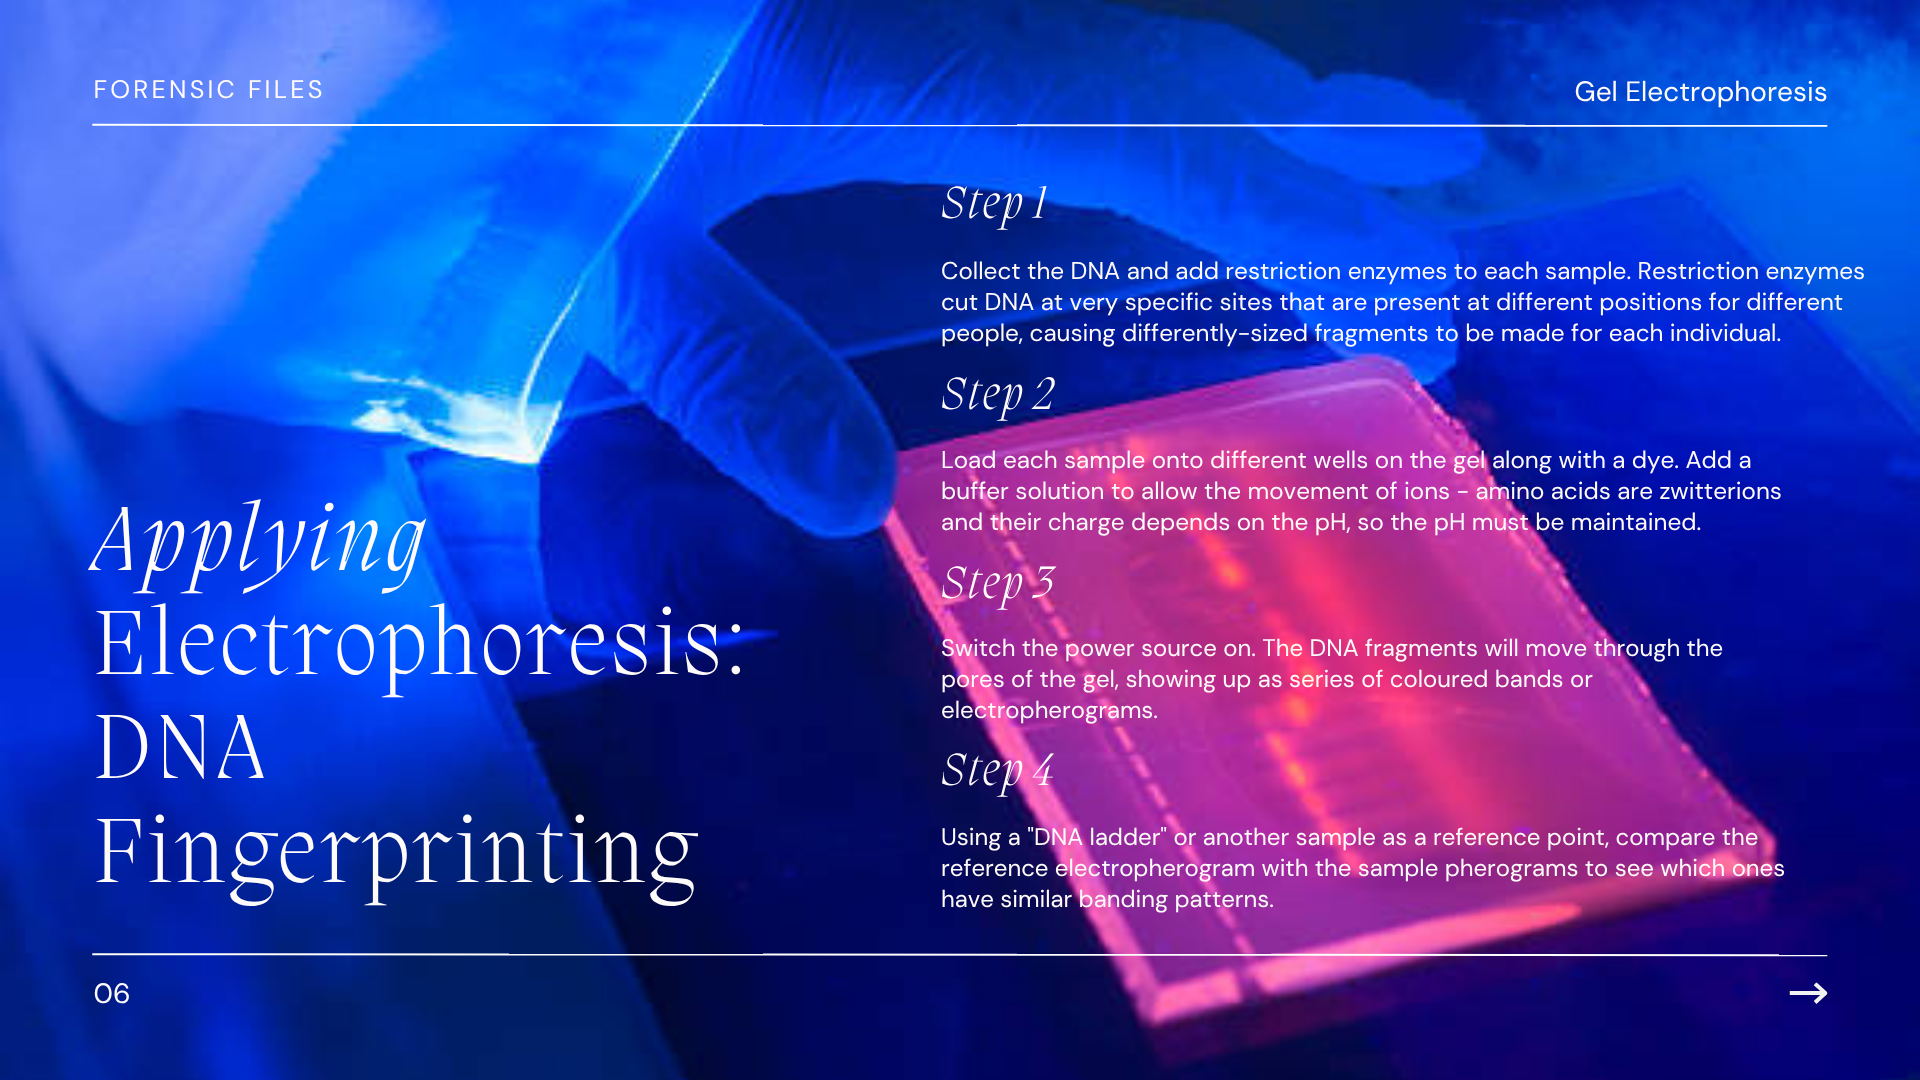 FORENSIC FILES
Gel Electrophoresis
Applying
Electrophoresis:
DNA
Fingerprinting
Step 1
Collect the DNA and add restriction enzymes to each sample. Restriction enzymes
cut DNA at very specific sites that are present at different positions for different
people, causing differently-sized fragments to be made for each individual.
Step 2
Load each sample onto different wells on the gel along with a dye. Add a
buffer solution to allow the movement of ions - amino acids are zwitterions
and their charge depends on the pH, so the pH must be maintained.
Step 3
Switch the power source on. The DNA fragments will move through the
pores of the gel, showing up as series of coloured bands or
electropherograms.
Step 4
Using a "DNA ladder" or another sample as a reference point, compare the
reference electropherogram with the sample pherograms to see which ones
have similar banding patterns.
06
→